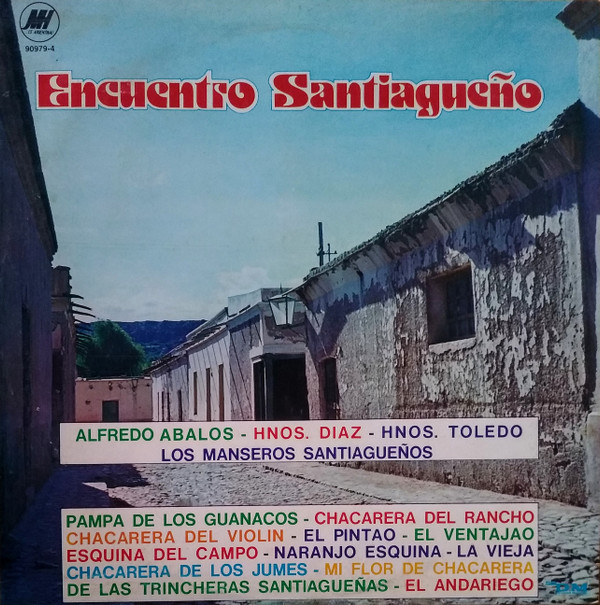 MH
90979-4
Encuentro Santiagueño
ALFREDO ABALOS - HNOS. DIAZ - HNOS. TOLEDO
LOS MANSEROS SANTIAGUEÑOS
PAMPA DE LOS GUANACOS - CHACARERA DEL RANCHO
CHACARERA DEL VIOLIN - EL PINTAO - EL VENTAJAO
ESQUINA DEL CAMPO - NARANJO ESQUINA - LA VIEJA
CHACARERA DE LOS JUMES - MI FLOR DE CHACARERA
DE LAS TRINCHERAS SANTIAGUEÑAS - EL ANDARIEGO